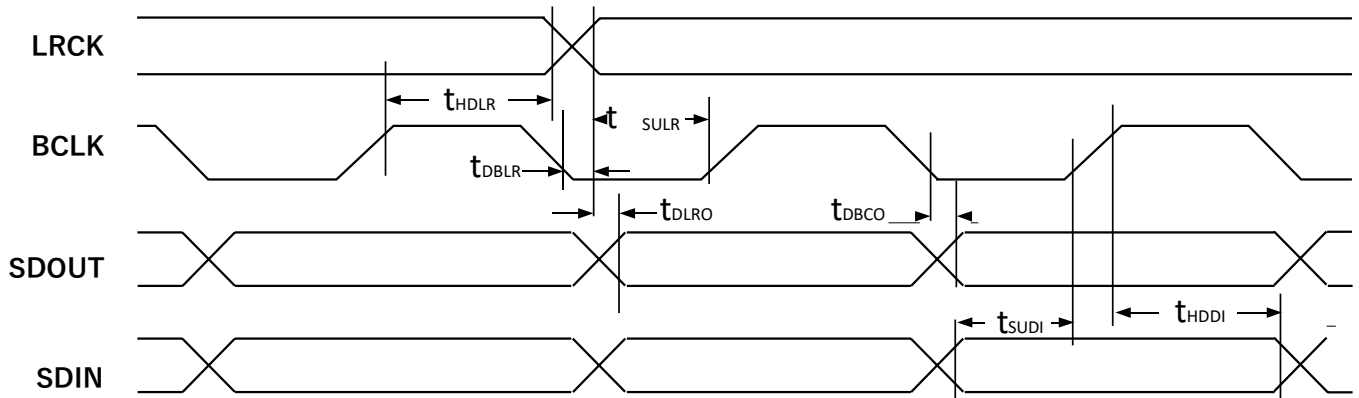 LRCK
tHDLR
t SULR
BCLK
tDBLR
tDLRO
tDBCO
SDOUT
tSUDI
tHDDI
SDIN